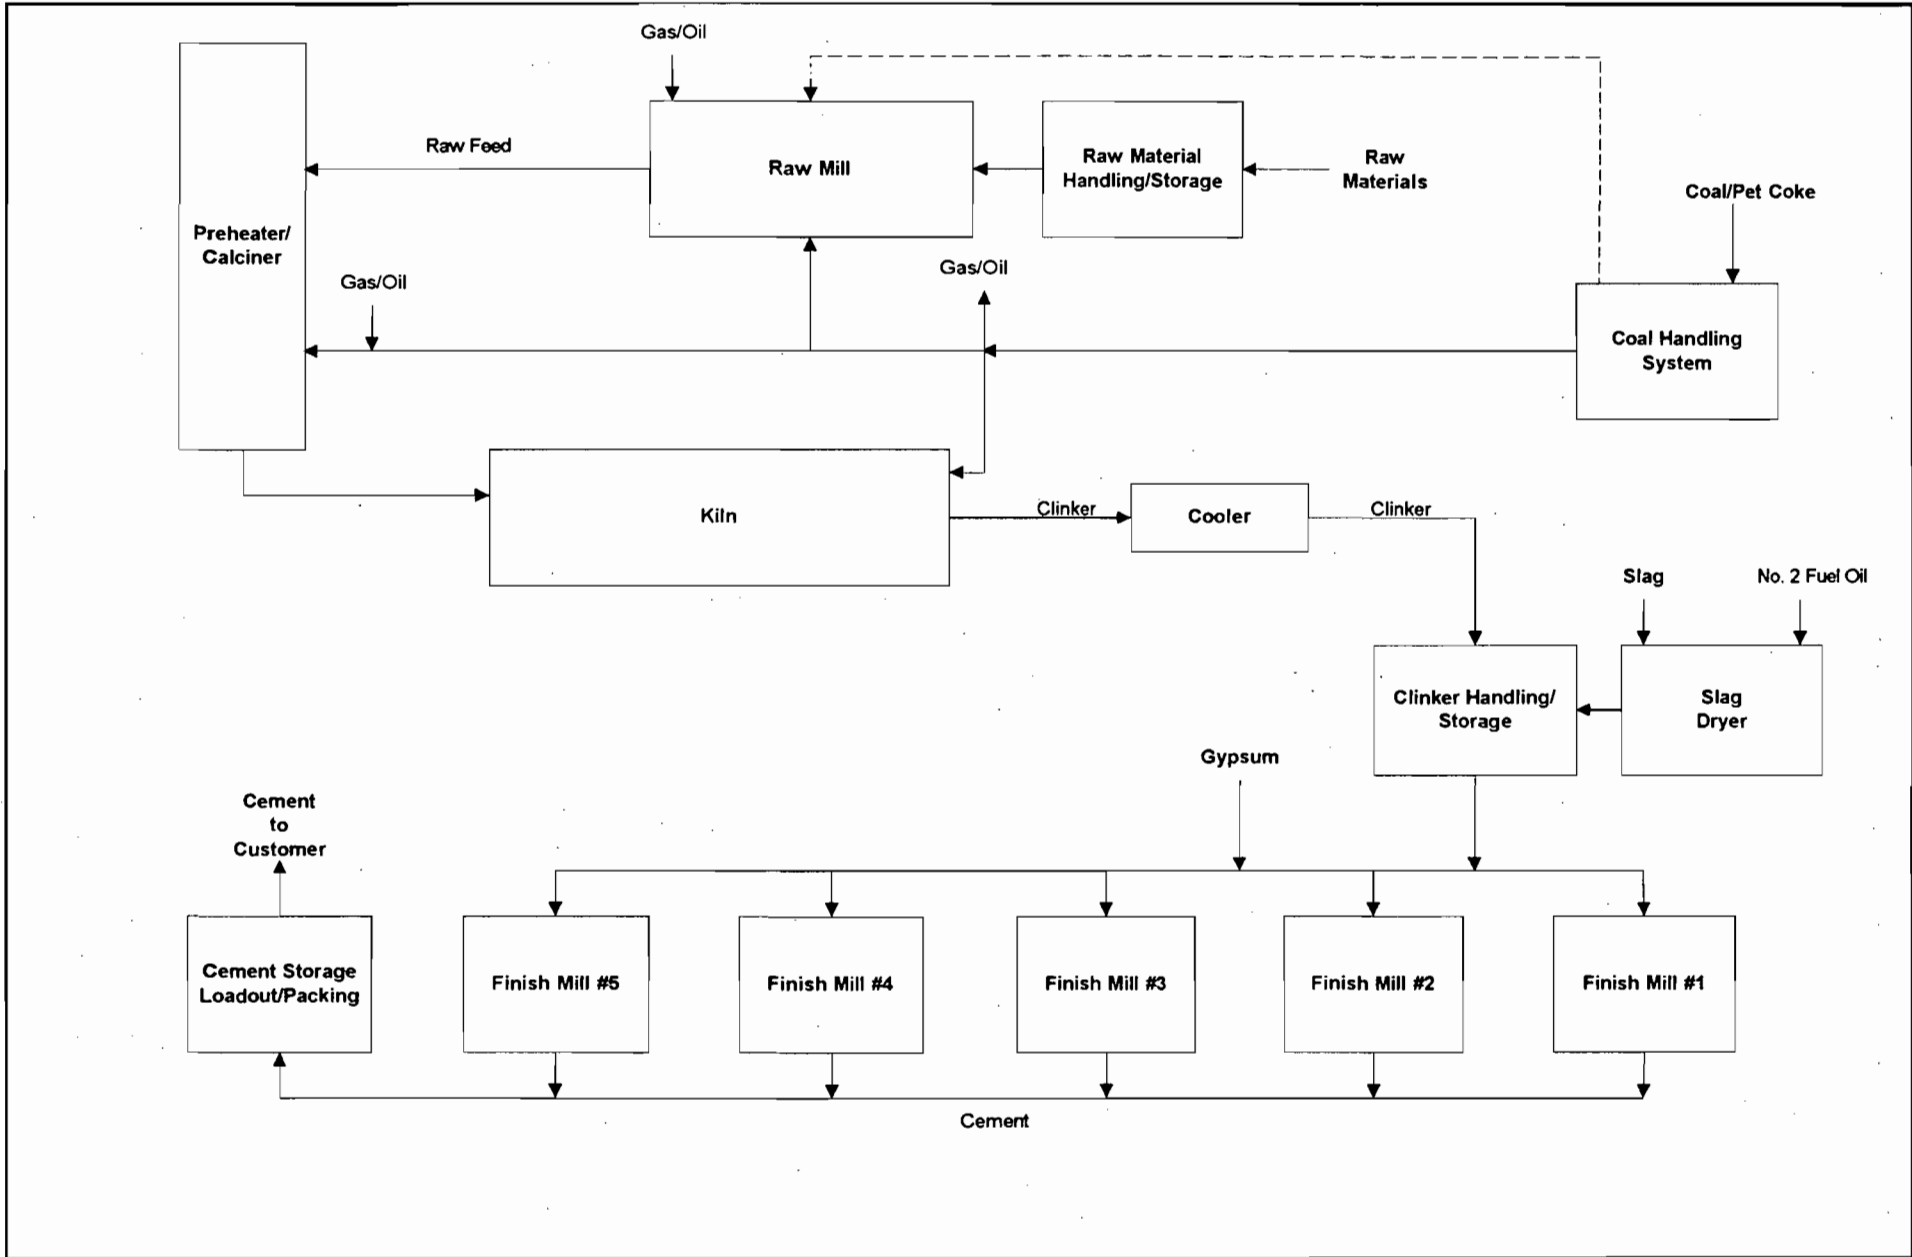 Gas/Oil
Raw Feed
Raw Mill
Raw Material
Handling/Storage
Raw
Materials
Coal/Pet Coke
Preheater/
Calciner
Gas/Oil
Gas/Oil
Coal Handling
System
Kiln
Clinker
Cooler
Clinker
Slag
No. 2 Fuel Oil
Clinker Handling/
Storage
Slag
Dryer
Gypsum
Cement
to
Customer
Cement Storage
Loadout/Packing
Finish Mill #5
Finish Mill #4
Finish Mill #3
Finish Mill #2
Finish Mill #1
Cement